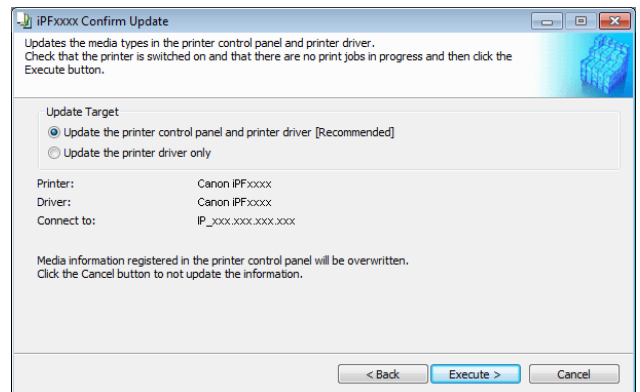 iPFxxxx Confirm Update
Updates the media types in the printer control panel and printer driver.
Check that the printer is switched on and that there are no print jobs in progress and then click the
Execute button.
Update Target
Update the printer control panel and printer driver [Recommended]
Update the printer driver only
Printer: Canon iPFxxxx
Driver: Canon iPFxxxx
Connect to: IP_xxx.xxx.xxx.xxx
Media information registered in the printer control panel will be overwritten.
Click the Cancel button to not update the information.
< Back Execute > Cancel